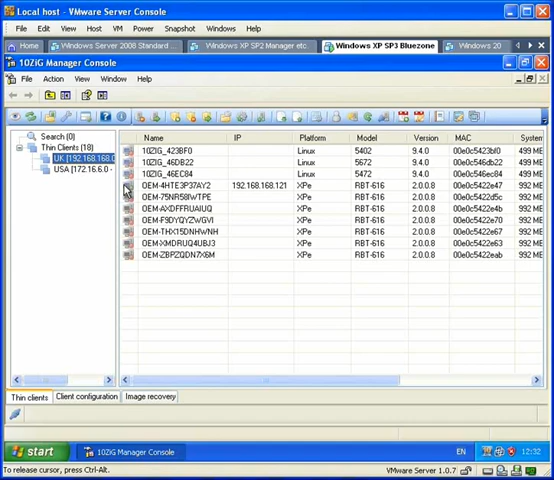 Local host - VMware Server Console
File Edit View Host VM Power Snapshot Windows Help
Home Windows Server 2008 Standard ... Windows XP SP2 Manager etc. Windows XP SP3 Bluezone Windows 20
10ZiG Manager Console
File Action View Window Help
Search (0)
Thin Clients (18)
UK [192.168.168.0
USA [172.16.6.0 -
Name IP Platform Model Version MAC System
10ZIG_423BF0 Linux 5402 9.4.0 00e0c5423bf0 499 ME
10ZIG_46DB22 Linux 5672 9.4.0 00e0c546db22 499 ME
10ZIG_46EC84 Linux 5472 9.4.0 00e0c546ec84 499 ME
OEM-4HTE3P37AY2 192.168.168.121 XPe RBT-616 2.0.0.8 00e0c5422e47 992 ME
OEM-75NR58IWTPE XPe RBT-616 2.0.0.8 00e0c5422d5c 992 ME
OEM-AXDFFRUAIUQ XPe RBT-616 2.0.0.8 00e0c5422e4b 992 ME
OEM-F9DYQYZWGVI XPe RBT-616 2.0.0.8 00e0c5422e70 992 ME
OEM-THX15DNHWNH XPe RBT-616 2.0.0.8 00e0c5422e67 992 ME
OEM-XMDRUQ4UBJ3 XPe RBT-616 2.0.0.8 00e0c5422e63 992 ME
OEM-ZBPZQDN7X6M XPe RBT-616 2.0.0.8 00e0c5422eab 992 ME
Thin clients Client configuration Image recovery
start 10ZiG Manager Console EN 12:32
To release cursor, press Ctrl-Alt. VMware Server 1.0.7